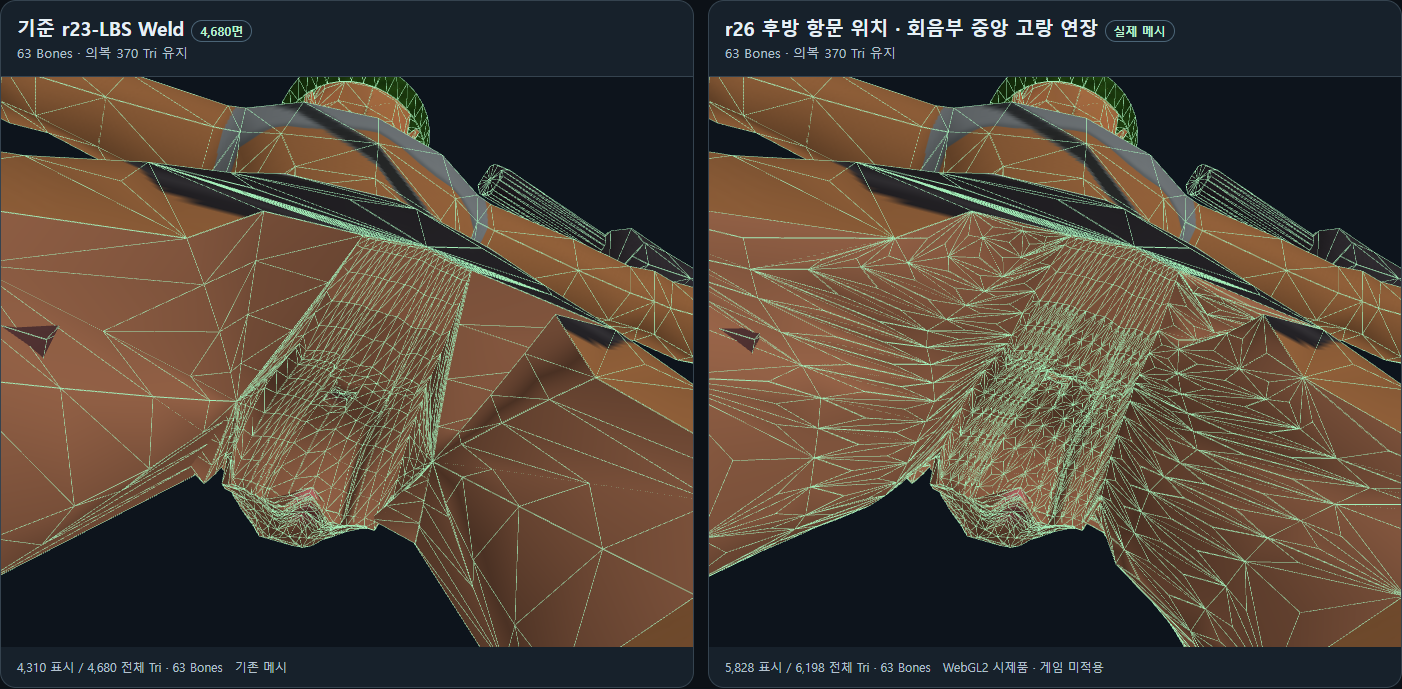 기준 r23-LBS Weld 4,680면
63 Bones · 의복 370 Tri 유지
4,310 표시 / 4,680 전체 Tri · 63 Bones 기존 메시
r26 후방 항문 위치 · 회음부 중앙 고랑 연장 실제 메시
63 Bones · 의복 370 Tri 유지
5,828 표시 / 6,198 전체 Tri · 63 Bones WebGL2 시제품 · 게임 미적용